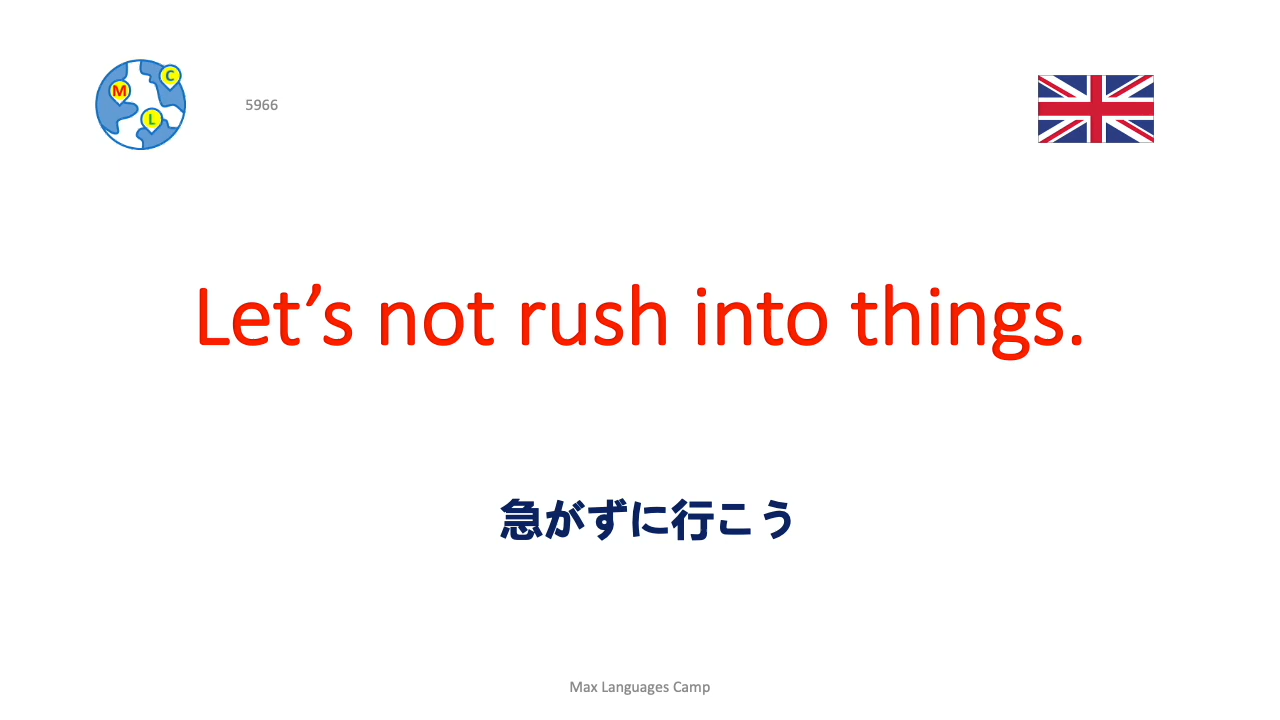 M
C
L
5966
Let’s not rush into things.
急がずに行こう
Max Languages Camp